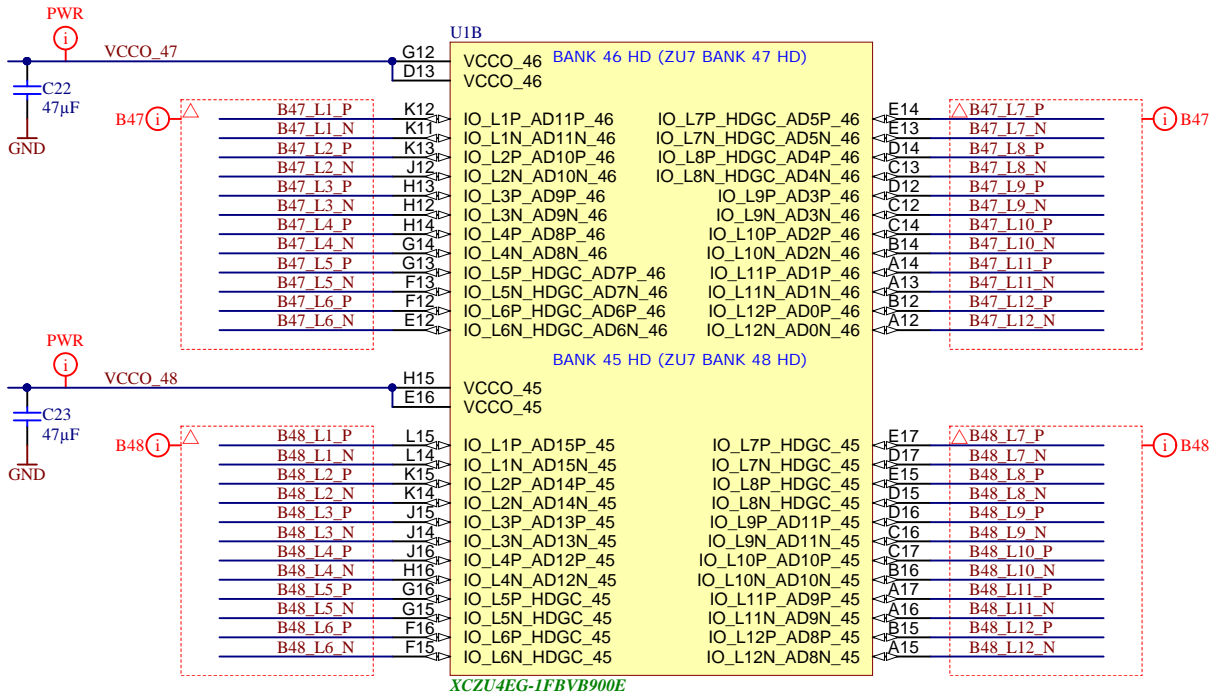 PWR
i
VCCO_47
C22
47µF
GND
U1B
BANK 46 HD (ZU7 BANK 47 HD)
G12 VCCO_46
D13 VCCO_46
B47 i
B47_L1_P K12 IO_L1P_AD11P_46 IO_L7P_HDGC_AD5P_46 E14 B47_L7_P
i B47
B47_L1_N K11 IO_L1N_AD11N_46 IO_L7N_HDGC_AD5N_46 E13 B47_L7_N
B47_L2_P K13 IO_L2P_AD10P_46 IO_L8P_HDGC_AD4P_46 D14 B47_L8_P
B47_L2_N J12 IO_L2N_AD10N_46 IO_L8N_HDGC_AD4N_46 C13 B47_L8_N
B47_L3_P H13 IO_L3P_AD9P_46 IO_L9P_AD3P_46 D12 B47_L9_P
B47_L3_N H12 IO_L3N_AD9N_46 IO_L9N_AD3N_46 C12 B47_L9_N
B47_L4_P H14 IO_L4P_AD8P_46 IO_L10P_AD2P_46 C14 B47_L10_P
B47_L4_N G14 IO_L4N_AD8N_46 IO_L10N_AD2N_46 B14 B47_L10_N
B47_L5_P G13 IO_L5P_HDGC_AD7P_46 IO_L11P_AD1P_46 A14 B47_L11_P
B47_L5_N F13 IO_L5N_HDGC_AD7N_46 IO_L11N_AD1N_46 A13 B47_L11_N
B47_L6_P F12 IO_L6P_HDGC_AD6P_46 IO_L12P_AD0P_46 B12 B47_L12_P
B47_L6_N E12 IO_L6N_HDGC_AD6N_46 IO_L12N_AD0N_46 A12 B47_L12_N
PWR
i
VCCO_48
C23
47µF
GND
BANK 45 HD (ZU7 BANK 48 HD)
H15 VCCO_45
E16 VCCO_45
B48 i
B48_L1_P L15 IO_L1P_AD15P_45 IO_L7P_HDGC_45 E17 B48_L7_P
i B48
B48_L1_N L14 IO_L1N_AD15N_45 IO_L7N_HDGC_45 D17 B48_L7_N
B48_L2_P K15 IO_L2P_AD14P_45 IO_L8P_HDGC_45 E15 B48_L8_P
B48_L2_N K14 IO_L2N_AD14N_45 IO_L8N_HDGC_45 D15 B48_L8_N
B48_L3_P J15 IO_L3P_AD13P_45 IO_L9P_AD11P_45 D16 B48_L9_P
B48_L3_N J14 IO_L3N_AD13N_45 IO_L9N_AD11N_45 C16 B48_L9_N
B48_L4_P J16 IO_L4P_AD12P_45 IO_L10P_AD10P_45 C17 B48_L10_P
B48_L4_N H16 IO_L4N_AD12N_45 IO_L10N_AD10N_45 B16 B48_L10_N
B48_L5_P G16 IO_L5P_HDGC_45 IO_L11P_AD9P_45 A17 B48_L11_P
B48_L5_N G15 IO_L5N_HDGC_45 IO_L11N_AD9N_45 A16 B48_L11_N
B48_L6_P F16 IO_L6P_HDGC_45 IO_L12P_AD8P_45 B15 B48_L12_P
B48_L6_N F15 IO_L6N_HDGC_45 IO_L12N_AD8N_45 A15 B48_L12_N
XCZU4EG-1FBVB900E